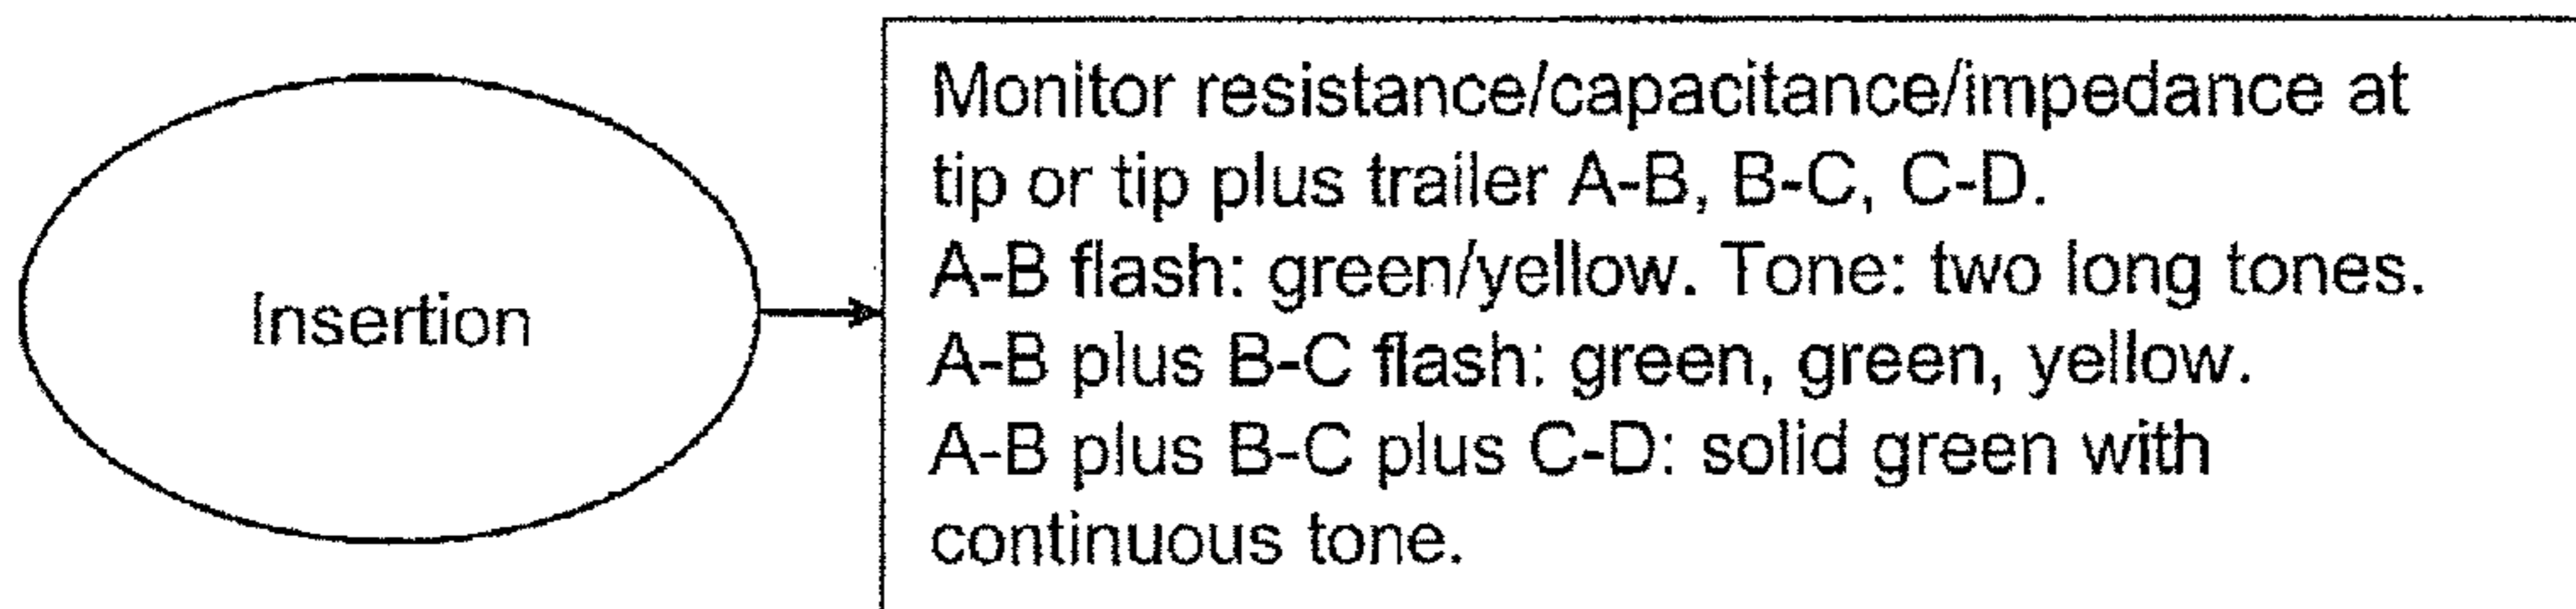 Insertion
Monitor resistance/capacitance/impedance at
tip or tip plus trailer A-B, B-C, C-D.
A-B flash: green/yellow. Tone: two long tones.
A-B plus B-C flash: green, green, yellow.
A-B plus B-C plus C-D: solid green with
continuous tone.